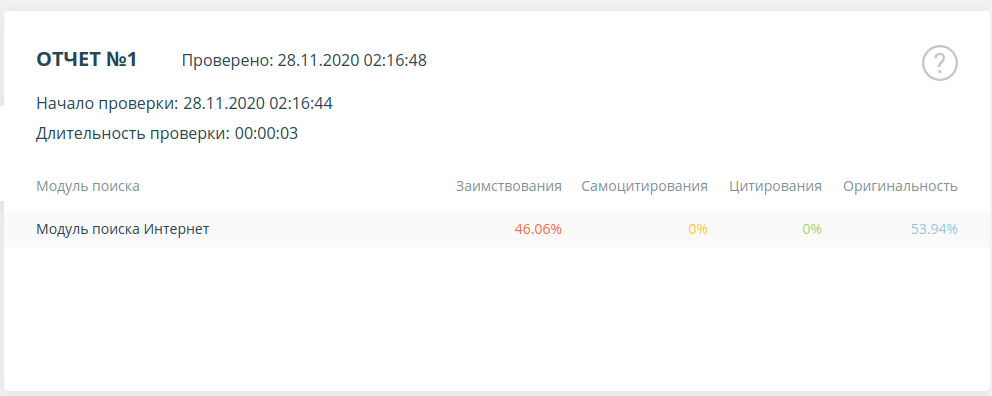 ОТЧЕТ №1 Проверено: 28.11.2020 02:16:48
?
Начало проверки: 28.11.2020 02:16:44
Длительность проверки: 00:00:03
Модуль поиска Заимствования Самоцитирования Цитирования Оригинальность
Модуль поиска Интернет 46.06% 0% 0% 53.94%